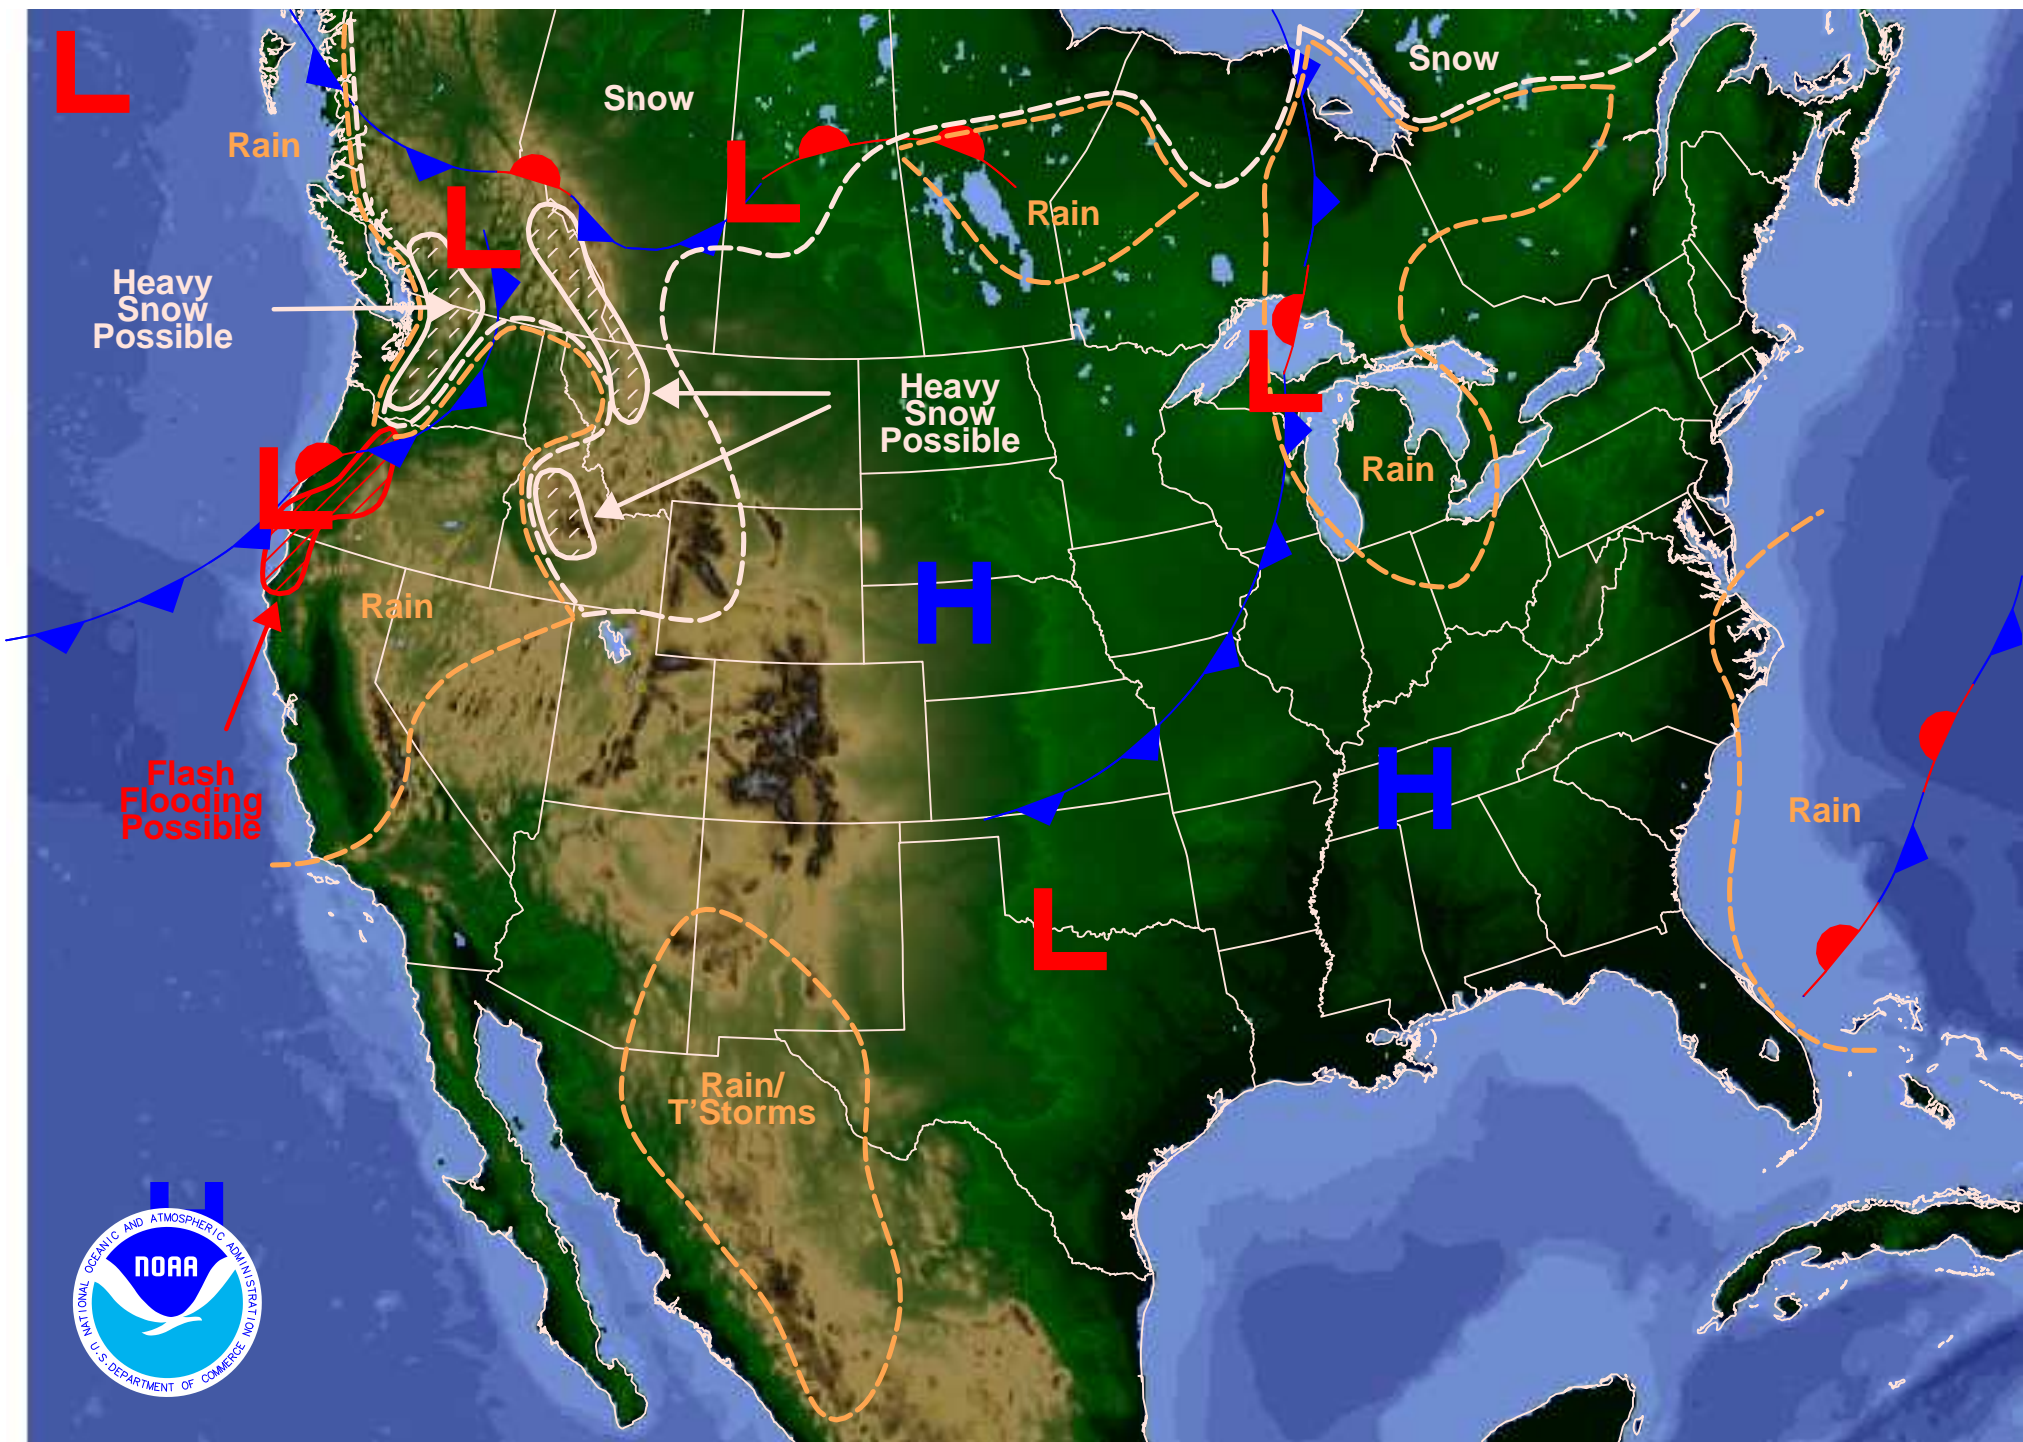 L
Snow
Snow
Rain
L
L
Rain
Heavy
Snow
Possible
L
Heavy
Snow
Possible
Rain
L
H
Rain
H
Flash
Flooding
Possible
Rain
L
Rain/
T'Storms
H
NATIONAL OCEANIC AND ATMOSPHERIC ADMINISTRATION
NOAA
U.S. DEPARTMENT OF COMMERCE